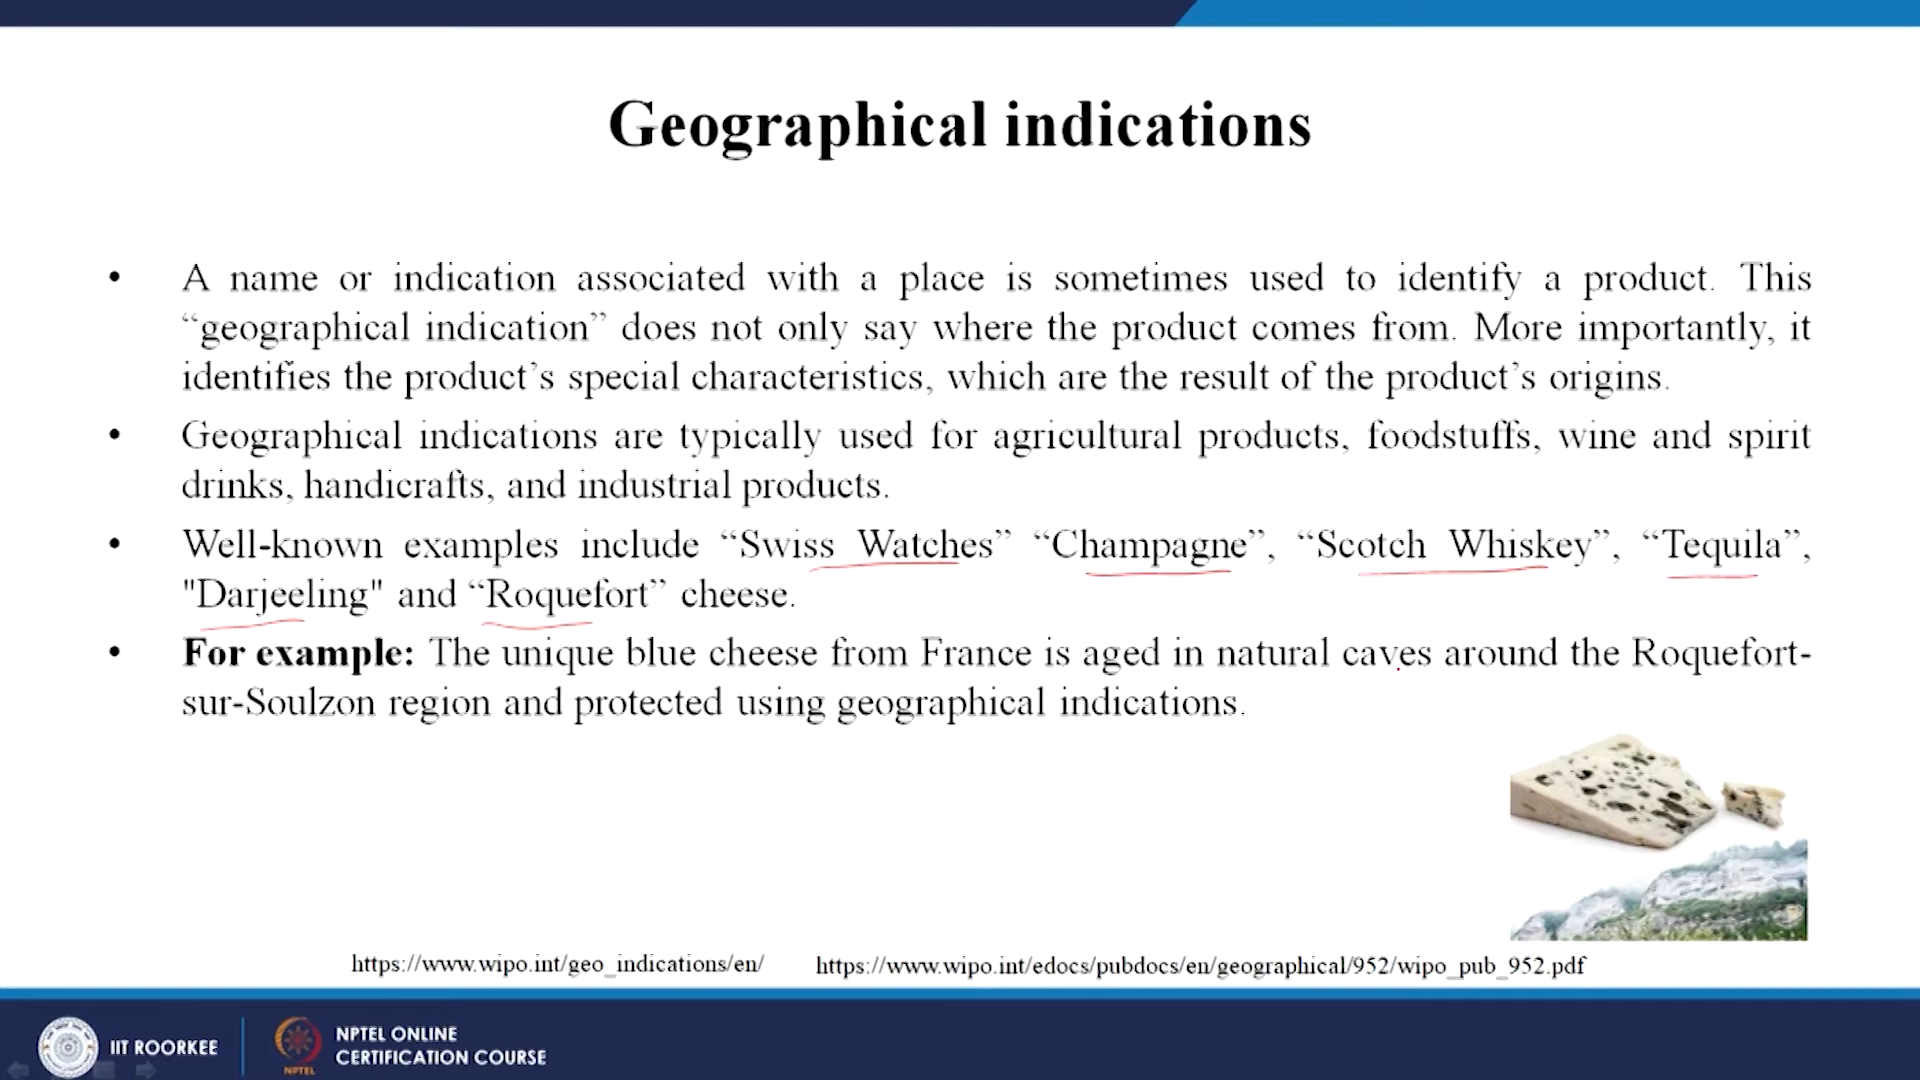 Geographical indications
• A name or indication associated with a place is sometimes used to identify a product. This
“geographical indication” does not only say where the product comes from. More importantly, it
identifies the product’s special characteristics, which are the result of the product’s origins.
• Geographical indications are typically used for agricultural products, foodstuffs, wine and spirit
drinks, handicrafts, and industrial products.
• Well-known examples include “Swiss Watches” “Champagne”, “Scotch Whiskey”, “Tequila”,
"Darjeeling" and “Roquefort” cheese.
• For example: The unique blue cheese from France is aged in natural caves around the Roquefort-
sur-Soulzon region and protected using geographical indications.
https://www.wipo.int/geo_indications/en/
https://www.wipo.int/edocs/pubdocs/en/geographical/952/wipo_pub_952.pdf
IIT ROORKEE
NPTEL
NPTEL ONLINE
CERTIFICATION COURSE